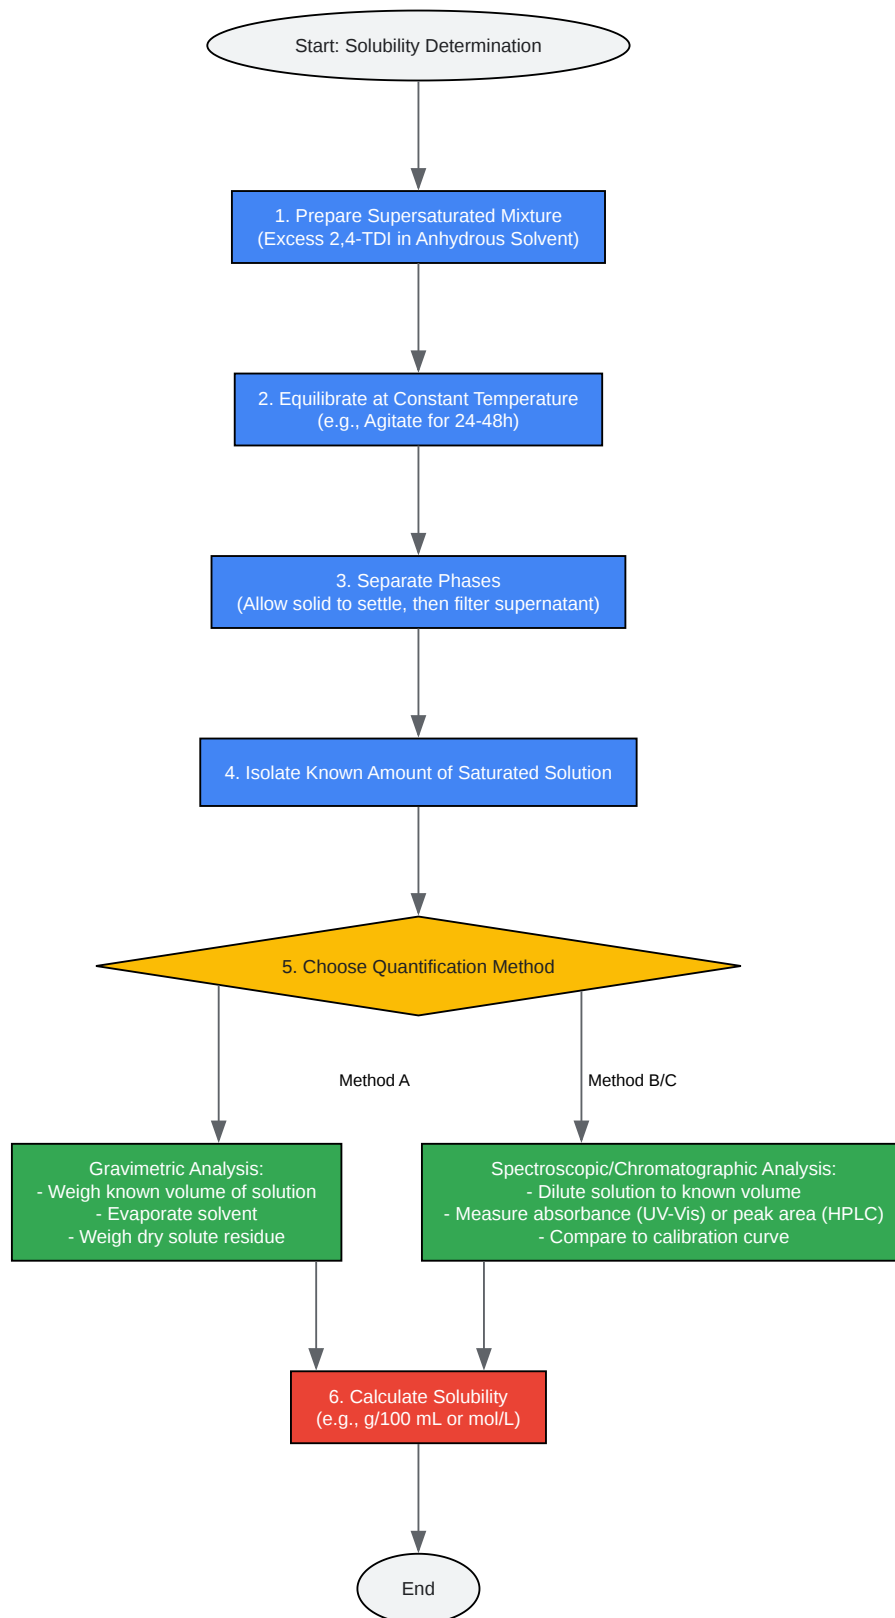 Start: Solubility Determination
1. Prepare Supersaturated Mixture
(Excess 2,4-TDI in Anhydrous Solvent)
2. Equilibrate at Constant Temperature
(e.g., Agitate for 24-48h)
3. Separate Phases
(Allow solid to settle, then filter supernatant)
4. Isolate Known Amount of Saturated Solution
5. Choose Quantification Method
Method A
Method B/C
Gravimetric Analysis:
- Weigh known volume of solution
- Evaporate solvent
- Weigh dry solute residue
Spectroscopic/Chromatographic Analysis:
- Dilute solution to known volume
- Measure absorbance (UV-Vis) or peak area (HPLC)
- Compare to calibration curve
6. Calculate Solubility
(e.g., g/100 mL or mol/L)
End